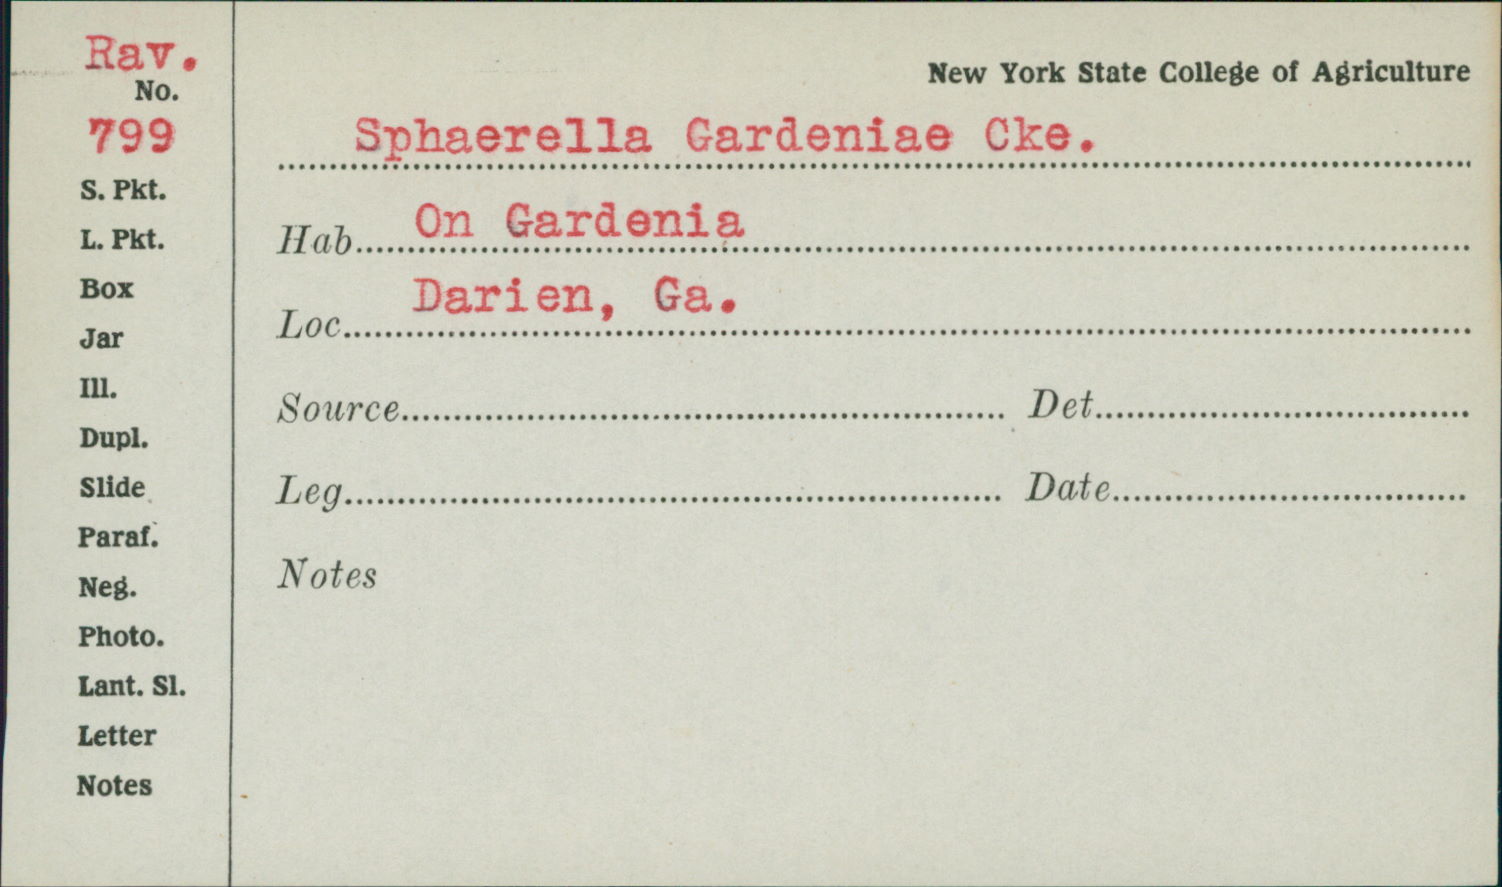 Rav.
No.
799
S. Pkt.
L. Pkt.
Box
Jar
Ill.
Dupl.
Slide
Paraf.
Neg.
Photo.
Lant. Sl.
Letter
Notes
New York State College of Agriculture
Sphaerella Gardeniae Cke.
Hab. On Gardenia
Loc. Darien, Ga.
Source Det.
Leg. Date
Notes